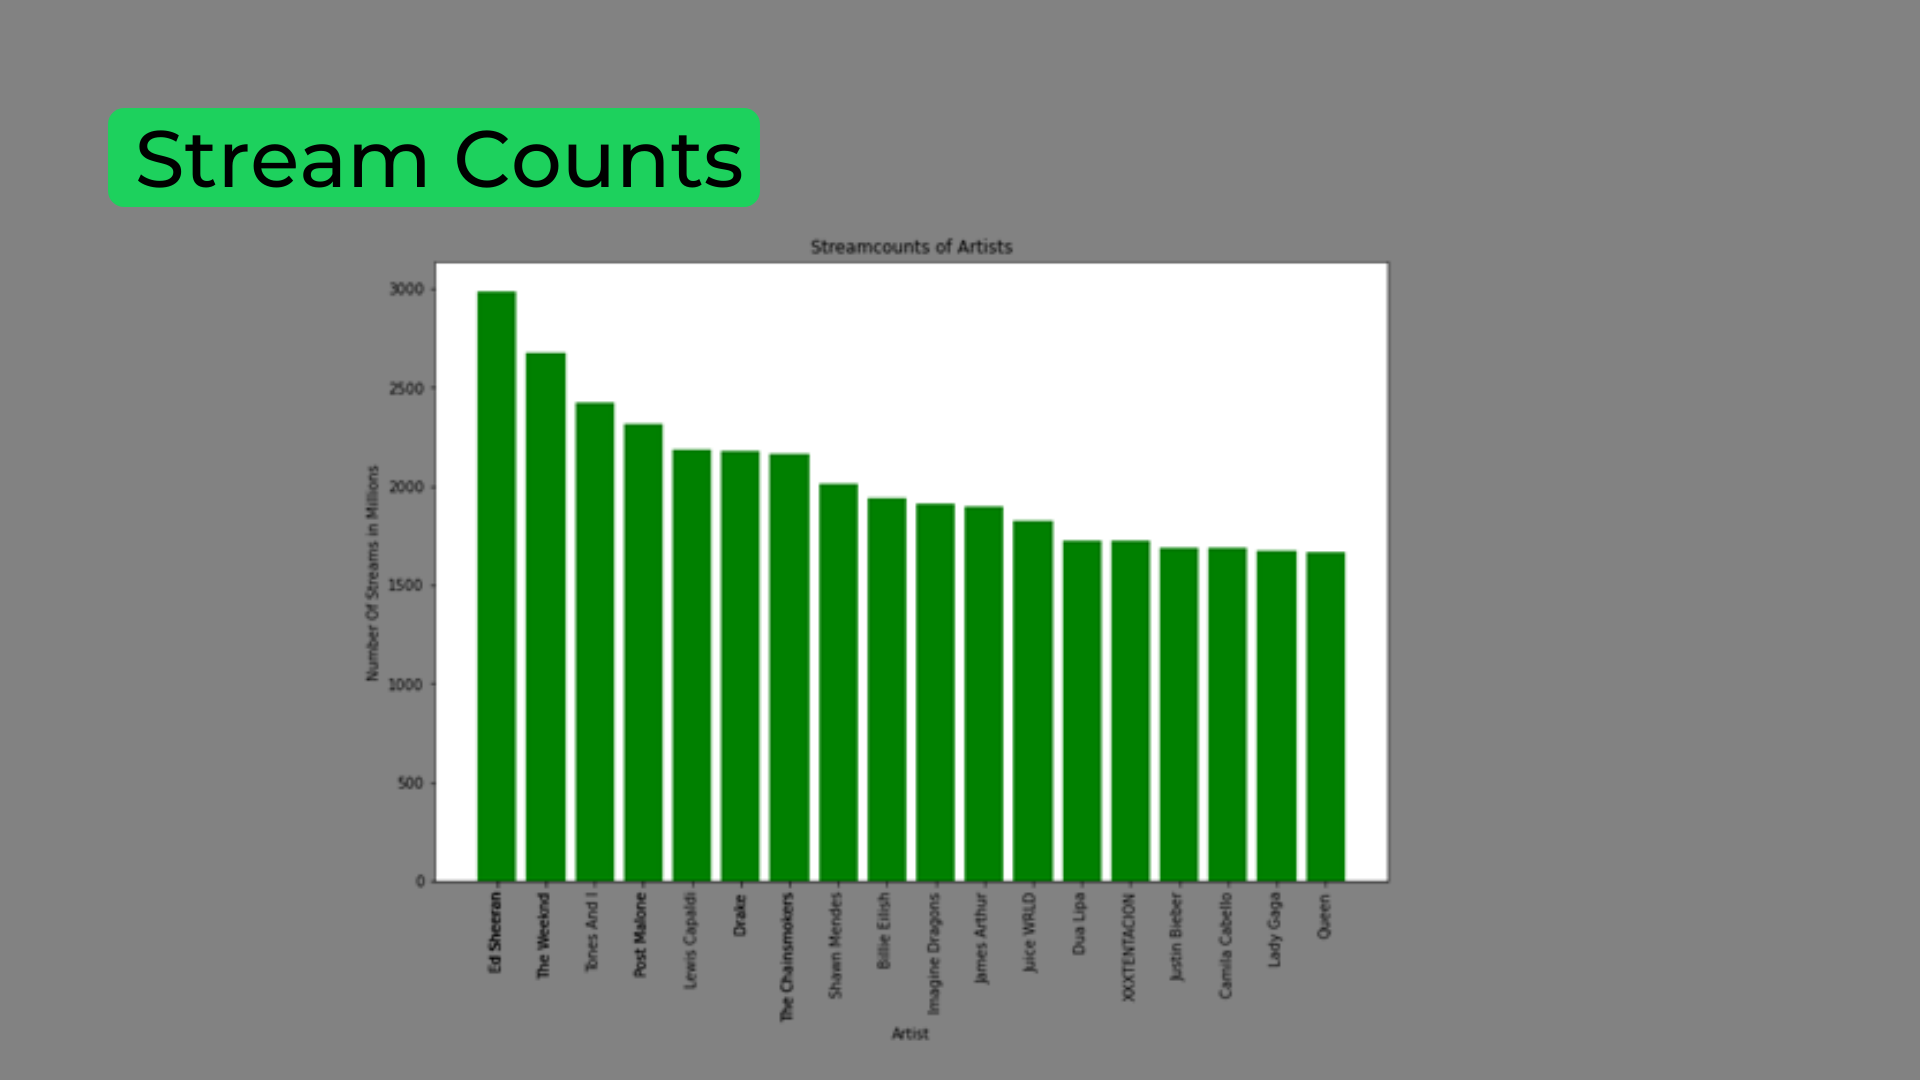 Stream Counts
Streamcounts of Artists
3000
2500
2000
1500
1000
500
0
Number Of Streams in Millions
Ed Sheeran
The Weeknd
Tones And I
Post Malone
Lewis Capaldi
Drake
The Chainsmokers
Shawn Mendes
Billie Eilish
Imagine Dragons
James Arthur
Juice WRLD
Dua Lipa
XXXTENTACION
Justin Bieber
Camila Cabello
Lady Gaga
Queen
Artist